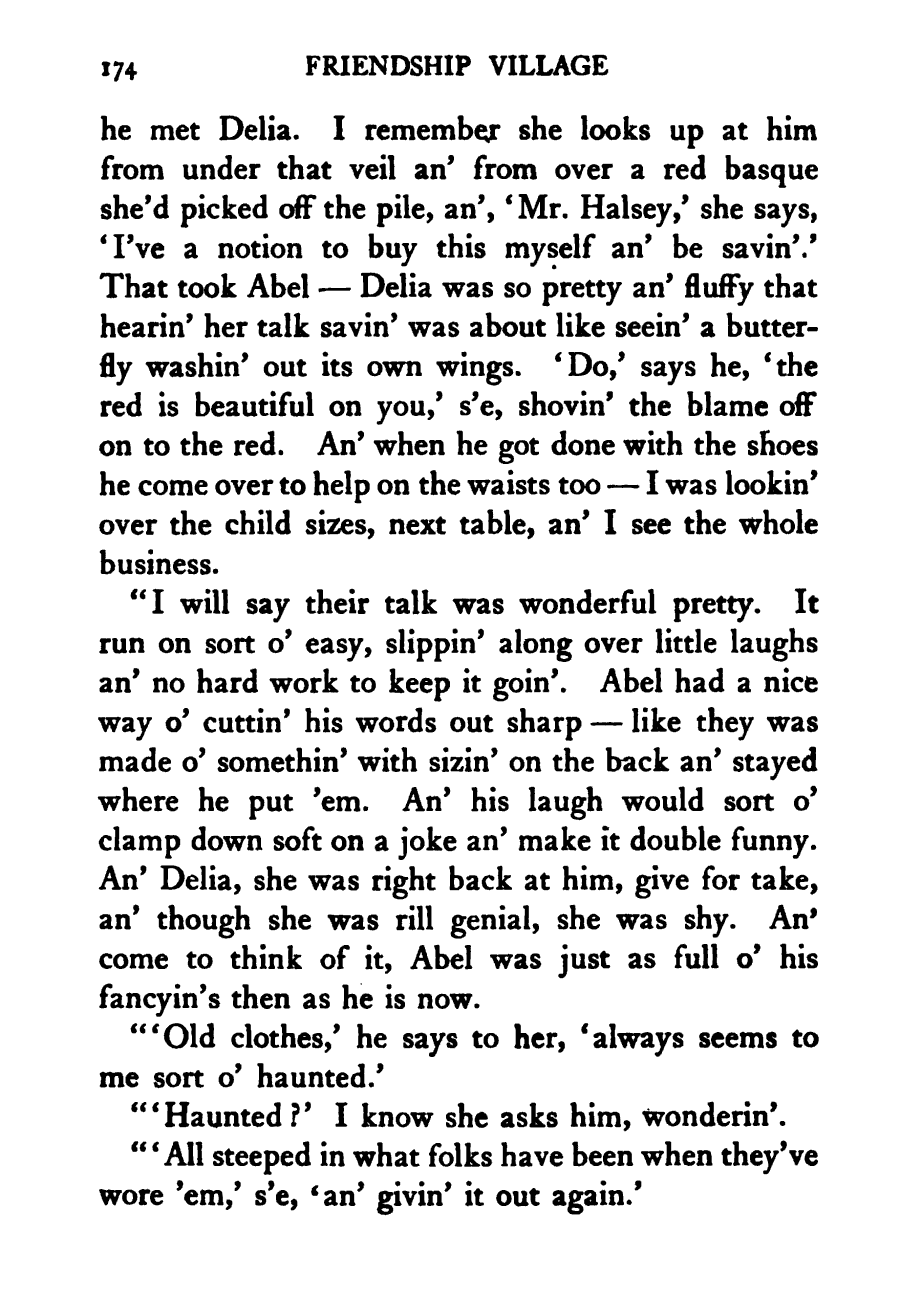 174 FRIENDSHIP VILLAGE
he met Delia. I remember she looks up at him
from under that veil an' from over a red basque
she'd picked off the pile, an', 'Mr. Halsey,' she says,
'I've a notion to buy this myself an' be savin'.'
That took Abel — Delia was so pretty an' fluffy that
hearin' her talk savin' was about like seein' a butter-
fly washin' out its own wings. 'Do,' says he, 'the
red is beautiful on you,' s'e, shovin' the blame off
on to the red. An' when he got done with the shoes
he come over to help on the waists too — I was lookin'
over the child sizes, next table, an' I see the whole
business.
"I will say their talk was wonderful pretty. It
run on sort o' easy, slippin' along over little laughs
an' no hard work to keep it goin'. Abel had a nice
way o' cuttin' his words out sharp — like they was
made o' somethin' with sizin' on the back an' stayed
where he put 'em. An' his laugh would sort o'
clamp down soft on a joke an' make it double funny.
An' Delia, she was right back at him, give for take,
an' though she was rill genial, she was shy. An'
come to think of it, Abel was just as full o' his
fancyin's then as he is now.
"'Old clothes,' he says to her, 'always seems to
me sort o' haunted.'
"'Haunted?' I know she asks him, wonderin'.
"'All steeped in what folks have been when they've
wore 'em,' s'e, 'an' givin' it out again.'